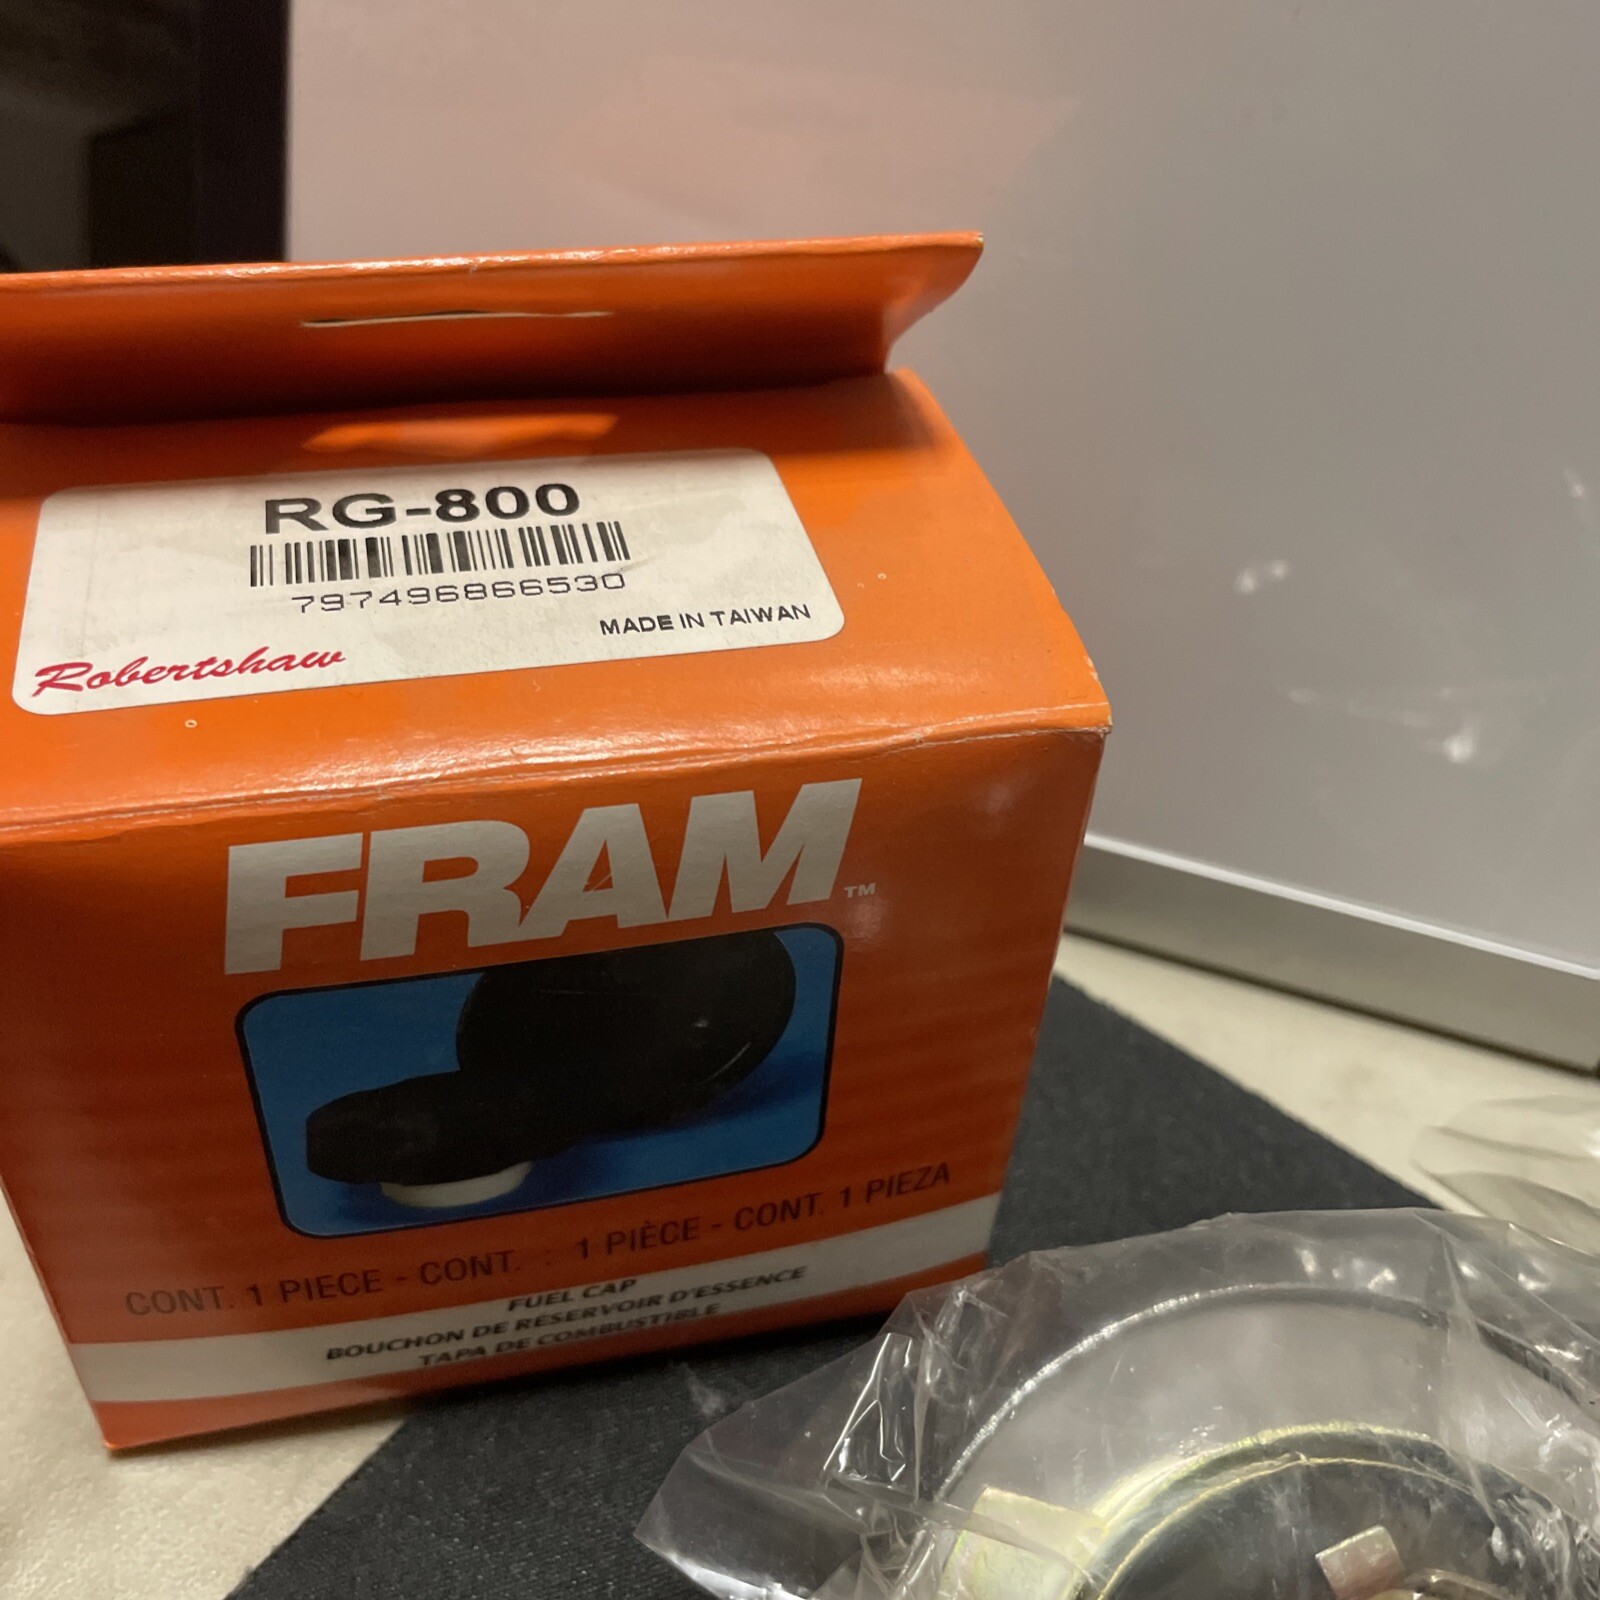 RG-800
797496866530
MADE IN TAIWAN
Robertshaw
FRAM™
CONT. 1 PIECE - CONT. : 1 PIÈCE - CONT. 1 PIEZA
FUEL CAP
BOUCHON DE RÉSERVOIR D'ESSENCE
TAPA DE COMBUSTIBLE